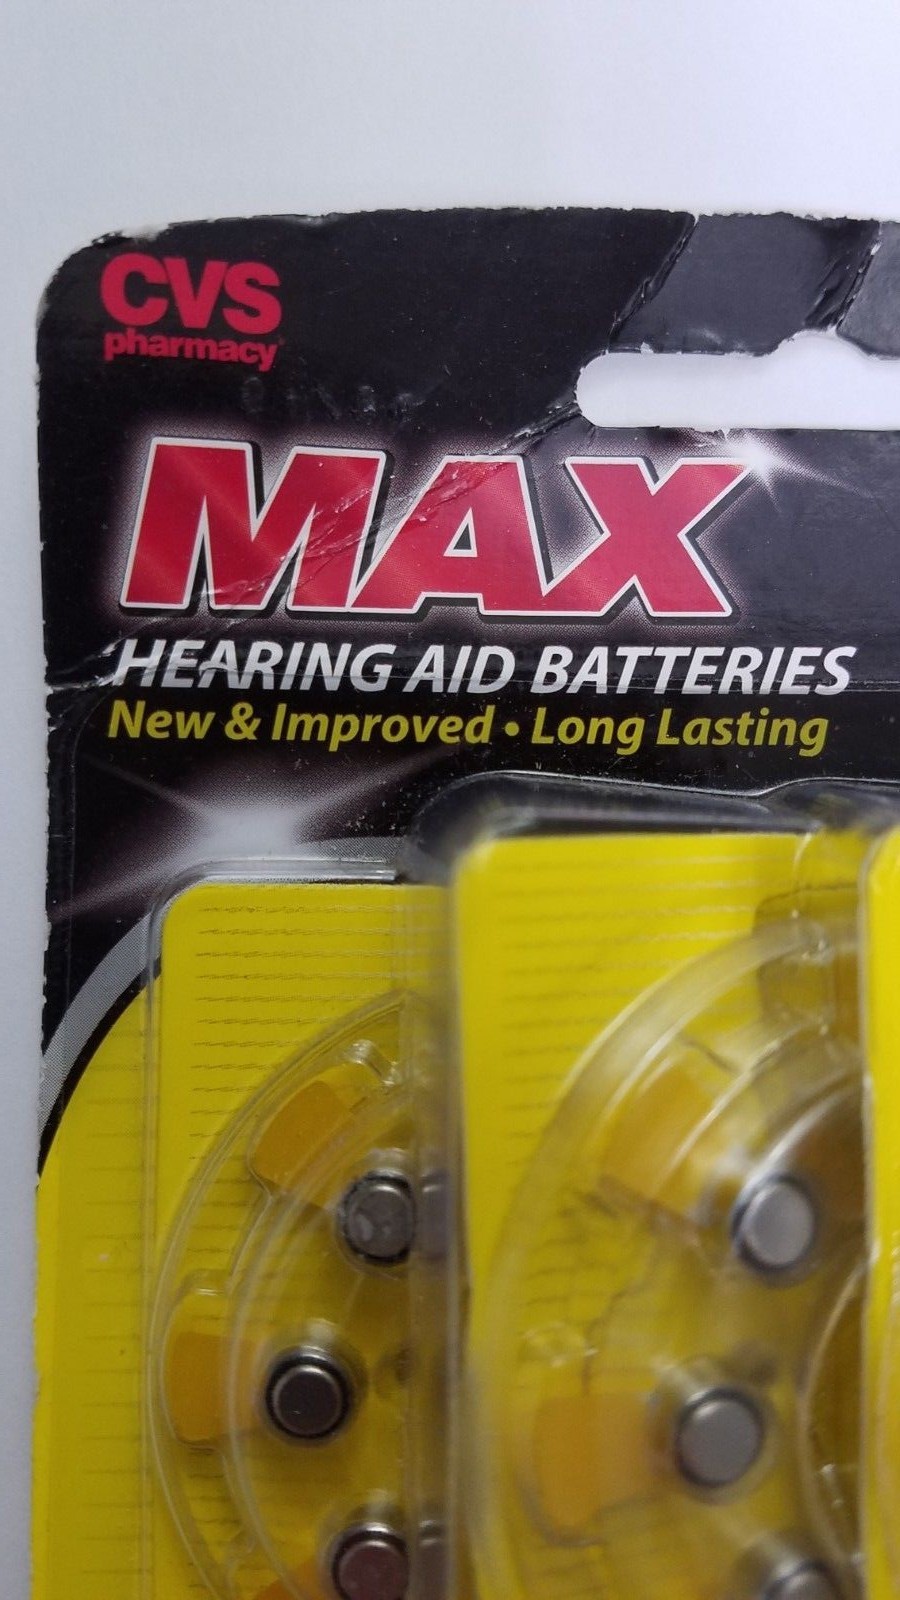 CVS
pharmacy
MAX
HEARING AID BATTERIES
New & Improved • Long Lasting